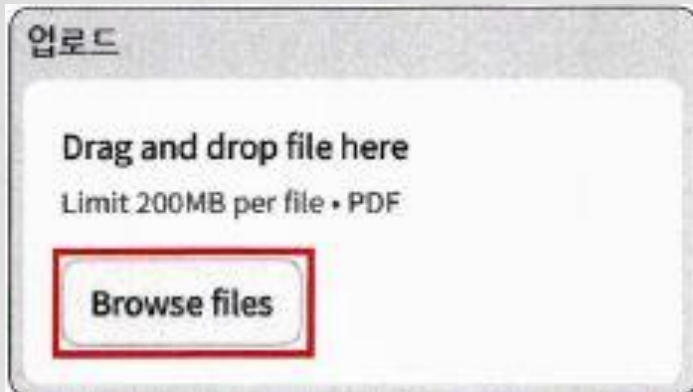 업로드
Drag and drop file here
Limit 200MB per file • PDF
Browse files